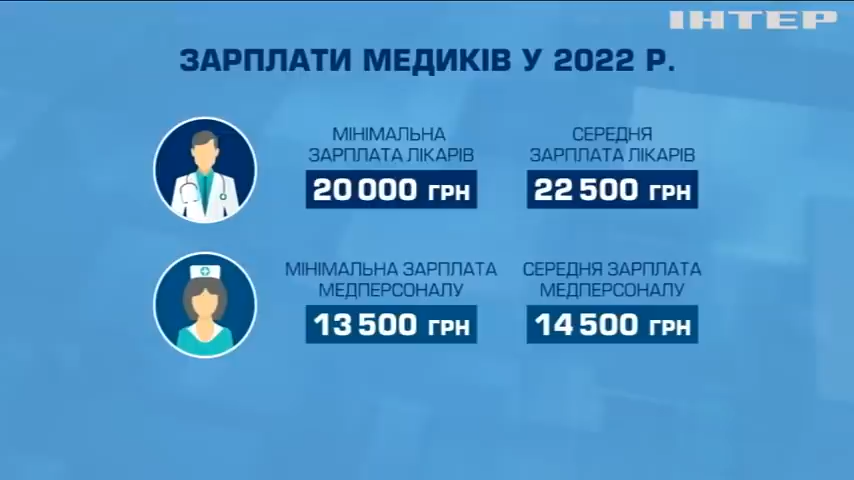 ІНТЕР
ЗАРПЛАТИ МЕДИКІВ У 2022 Р.
МІНІМАЛЬНА
ЗАРПЛАТА ЛІКАРІВ
20 000 ГРН
СЕРЕДНЯ
ЗАРПЛАТА ЛІКАРІВ
22 500 ГРН
МІНІМАЛЬНА ЗАРПЛАТА
МЕДПЕРСОНАЛУ
13 500 ГРН
СЕРЕДНЯ ЗАРПЛАТА
МЕДПЕРСОНАЛУ
14 500 ГРН